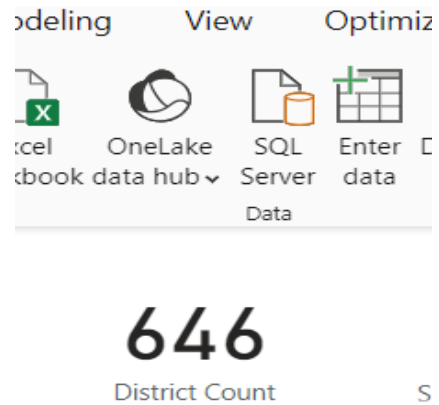 odeling View Optimiz
X
xcel OneLake SQL Enter D
kbook data hub Server data
Data
646
District Count S